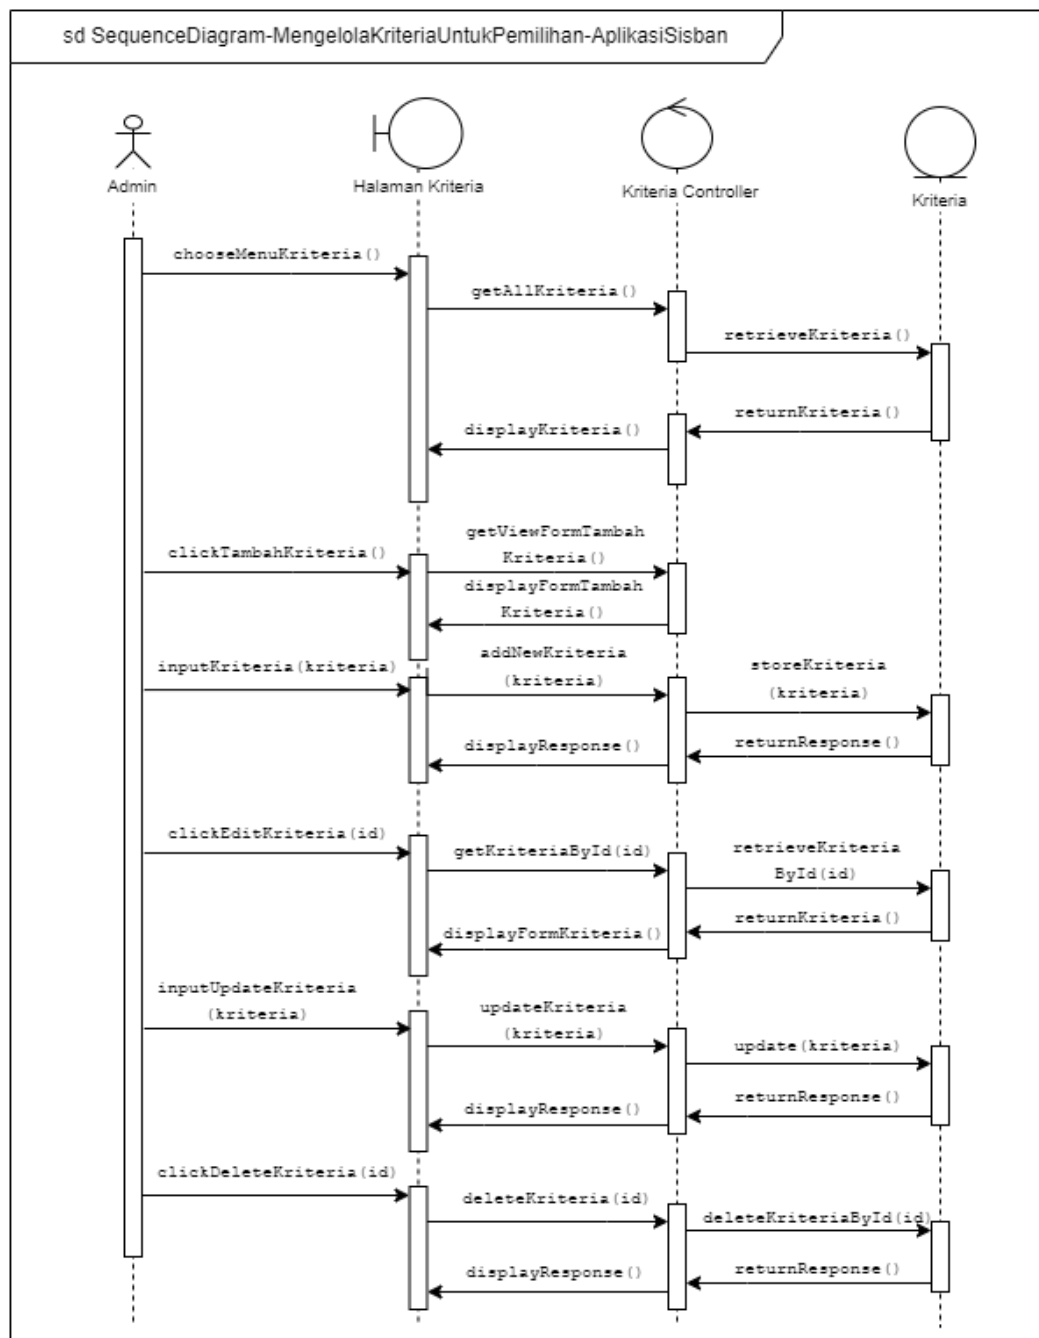 sd SequenceDiagram-MengelolaKriteriaUntukPemilihan-AplikasiSisban
Admin
Halaman Kriteria
Kriteria Controller
Kriteria
chooseMenuKriteria()
getAllKriteria()
retrieveKriteria()
returnKriteria()
displayKriteria()
clickTambahKriteria()
getViewFormTambah
Kriteria()
displayFormTambah
Kriteria()
inputKriteria(kriteria)
addNewKriteria
(kriteria)
storeKriteria
(kriteria)
returnResponse()
displayResponse()
clickEditKriteria(id)
getKriteriaById(id)
retrieveKriteria
ById(id)
returnKriteria()
displayFormKriteria()
inputUpdateKriteria
(kriteria)
updateKriteria
(kriteria)
update(kriteria)
returnResponse()
displayResponse()
clickDeleteKriteria(id)
deleteKriteria(id)
deleteKriteriaById(id)
returnResponse()
displayResponse()